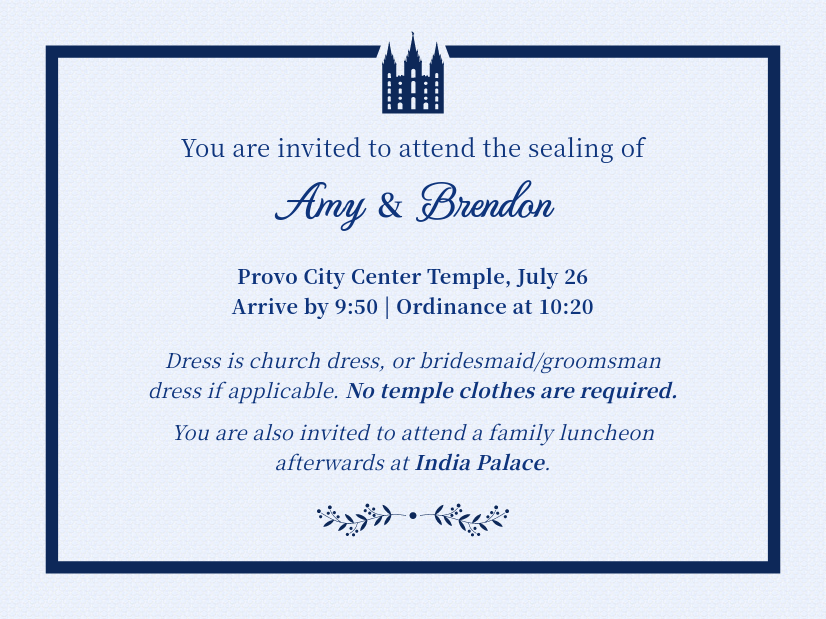 You are invited to attend the sealing of
Amy & Brendon
Provo City Center Temple, July 26
Arrive by 9:50 | Ordinance at 10:20
Dress is church dress, or bridesmaid/groomsman
dress if applicable. No temple clothes are required.
You are also invited to attend a family luncheon
afterwards at India Palace.